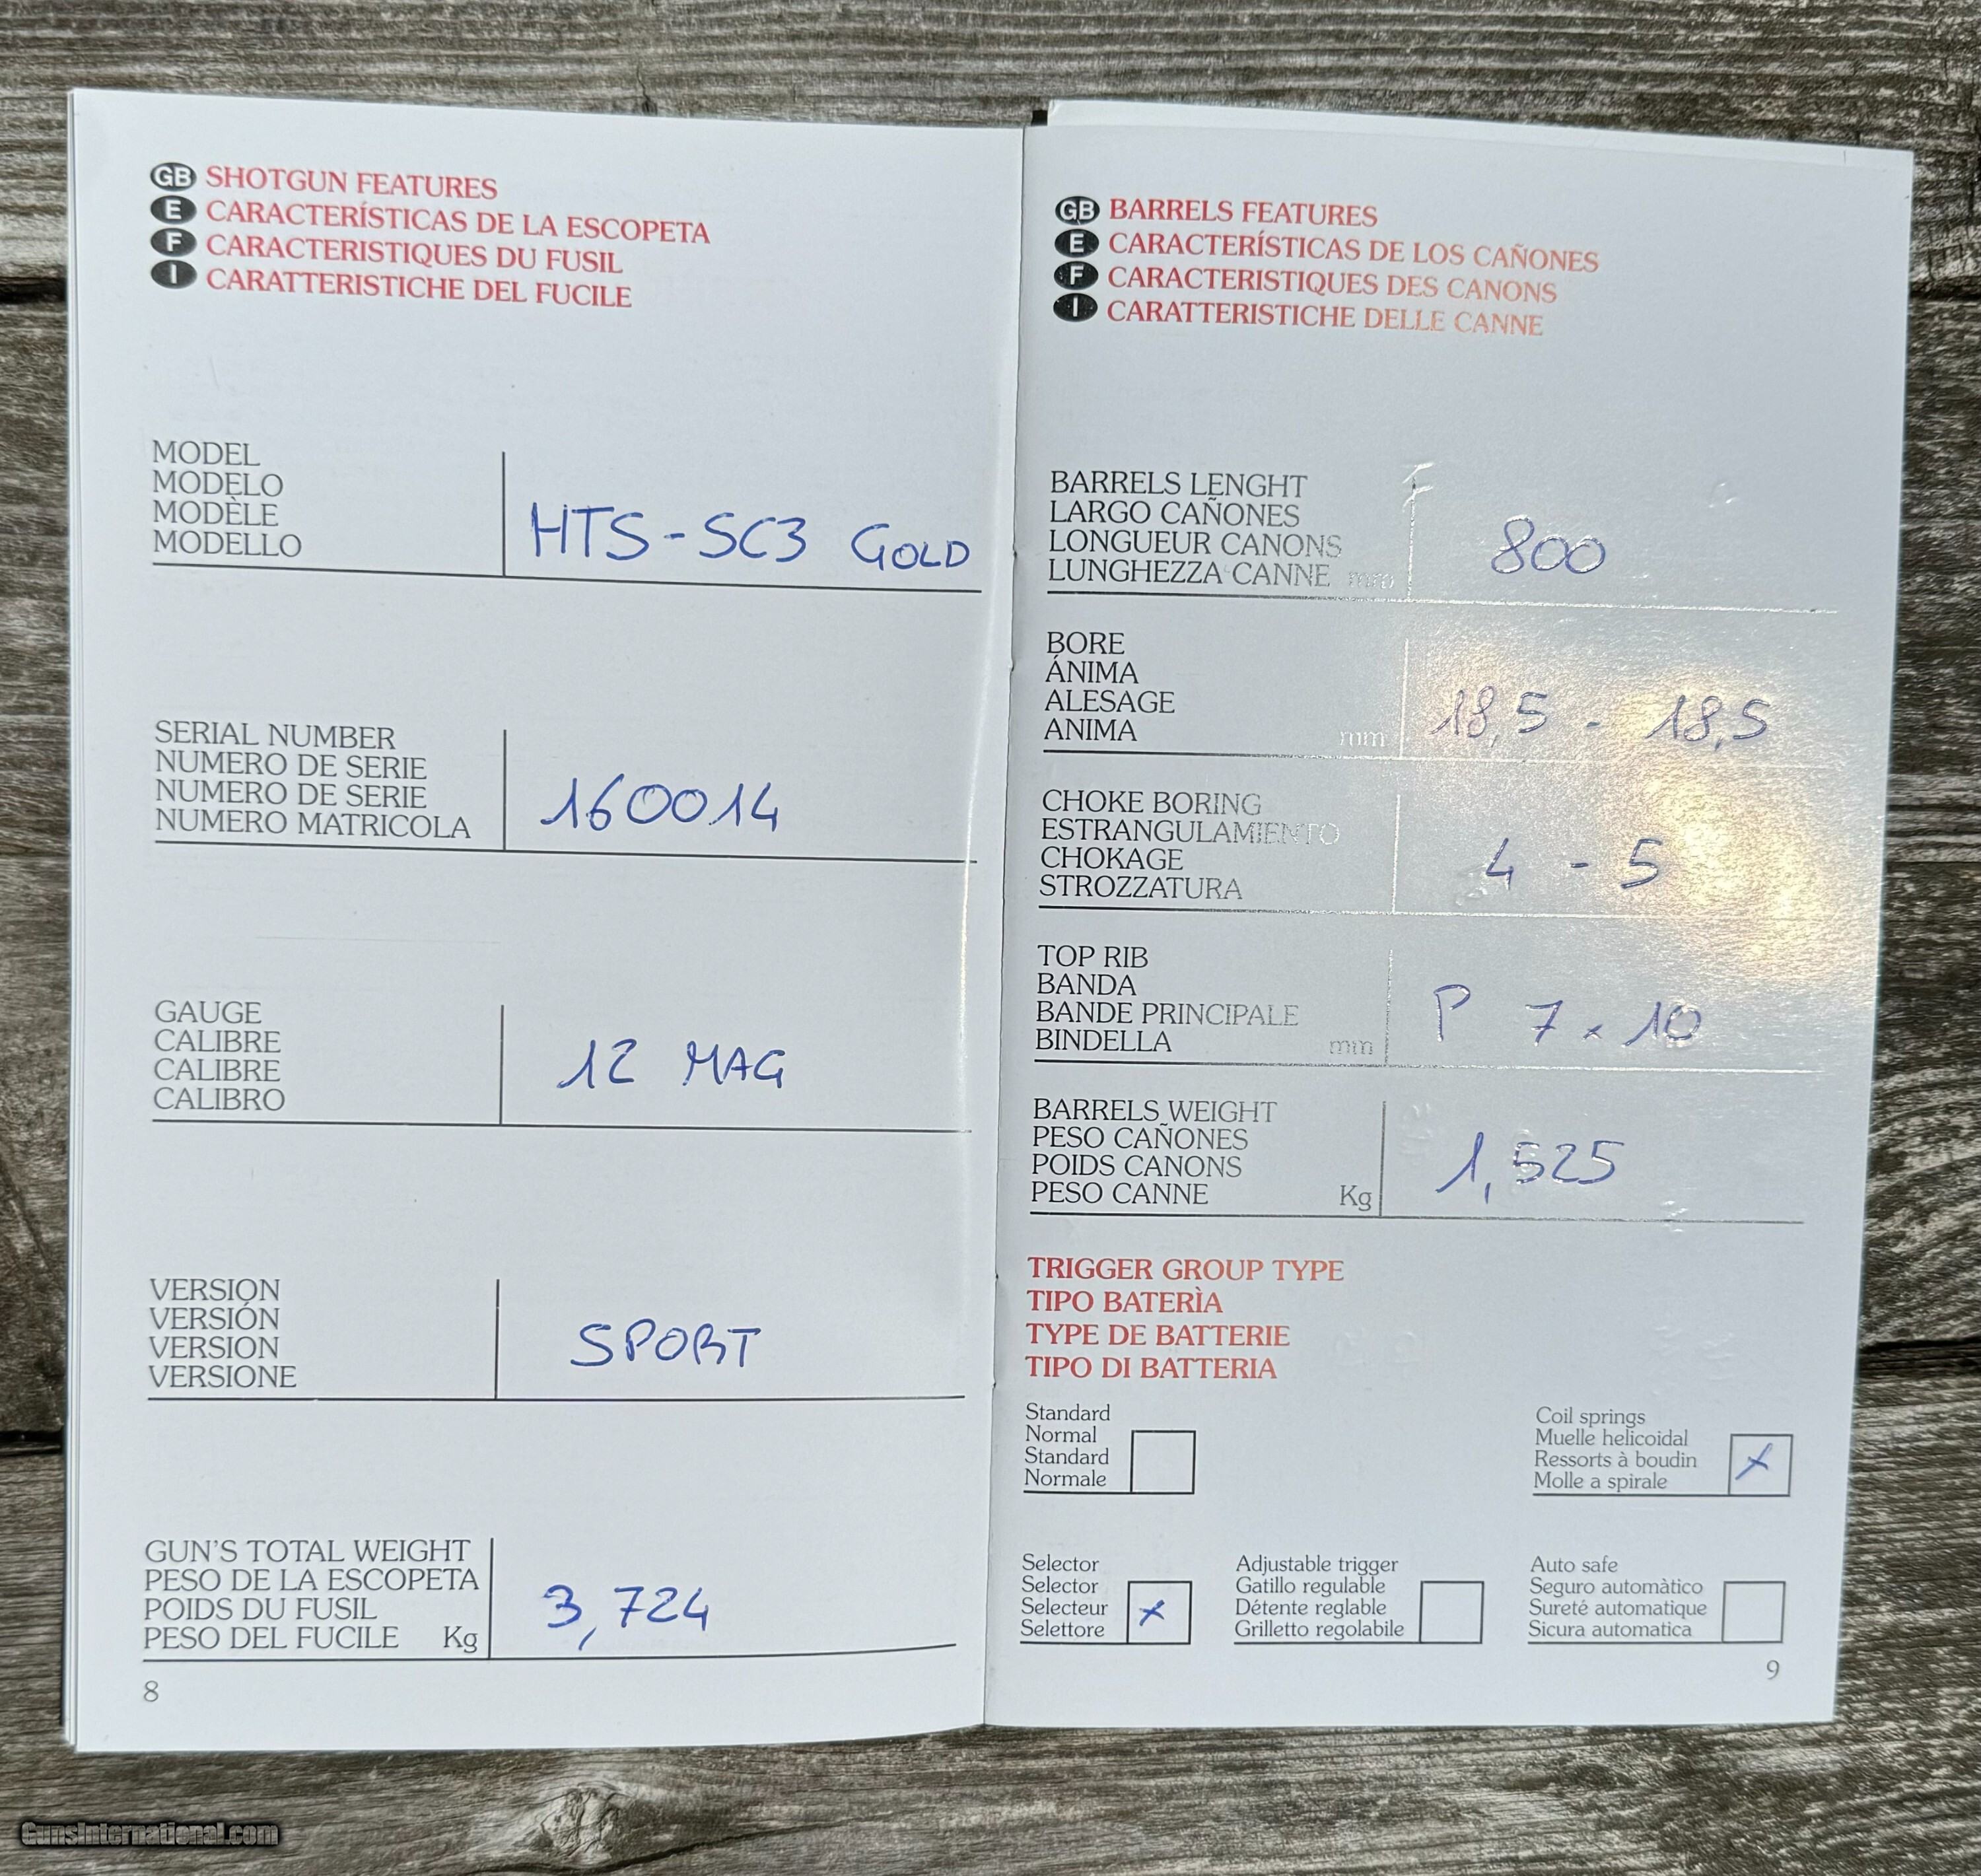 GB SHOTGUN FEATURES
E CARACTERÍSTICAS DE LA ESCOPETA
F CARACTERISTIQUES DU FUSIL
I CARATTERISTICHE DEL FUCILE
MODEL
MODELO
MODÈLE
MODELLO
HTS-SC3 GOLD
SERIAL NUMBER
NUMERO DE SERIE
NUMERO DE SERIE
NUMERO MATRICOLA
160014
GAUGE
CALIBRE
CALIBRE
CALIBRO
12 MAG
VERSION
VERSIÓN
VERSION
VERSIONE
SPORT
GUN'S TOTAL WEIGHT
PESO DE LA ESCOPETA
POIDS DU FUSIL
PESO DEL FUCILE Kg
3,724
8
GB BARRELS FEATURES
E CARACTERÍSTICAS DE LOS CAÑONES
F CARACTERISTIQUES DES CANONS
I CARATTERISTICHE DELLE CANNE
BARRELS LENGHT
LARGO CAÑONES
LONGUEUR CANONS
LUNGHEZZA CANNE mm
800
BORE
ÁNIMA
ALESAGE
ANIMA mm
18,5 - 18,5
CHOKE BORING
ESTRANGULAMIENTO
CHOKAGE
STROZZATURA
4 - 5
TOP RIB
BANDA
BANDE PRINCIPALE
BINDELLA mm
P 7 x 10
BARRELS WEIGHT
PESO CAÑONES
POIDS CANONS
PESO CANNE Kg
1,525
TRIGGER GROUP TYPE
TIPO BATERÌA
TYPE DE BATTERIE
TIPO DI BATTERIA
Standard
Normal
Standard
Normale
Coil springs
Muelle helicoidal
Ressorts à boudin
Molle a spirale
x
Selector
Selector
Selecteur
Selettore
x
Adjustable trigger
Gatillo regulable
Détente reglable
Grilletto regolabile
Auto safe
Seguro automàtico
Sureté automatique
Sicura automatica
9
GunsInternational.com